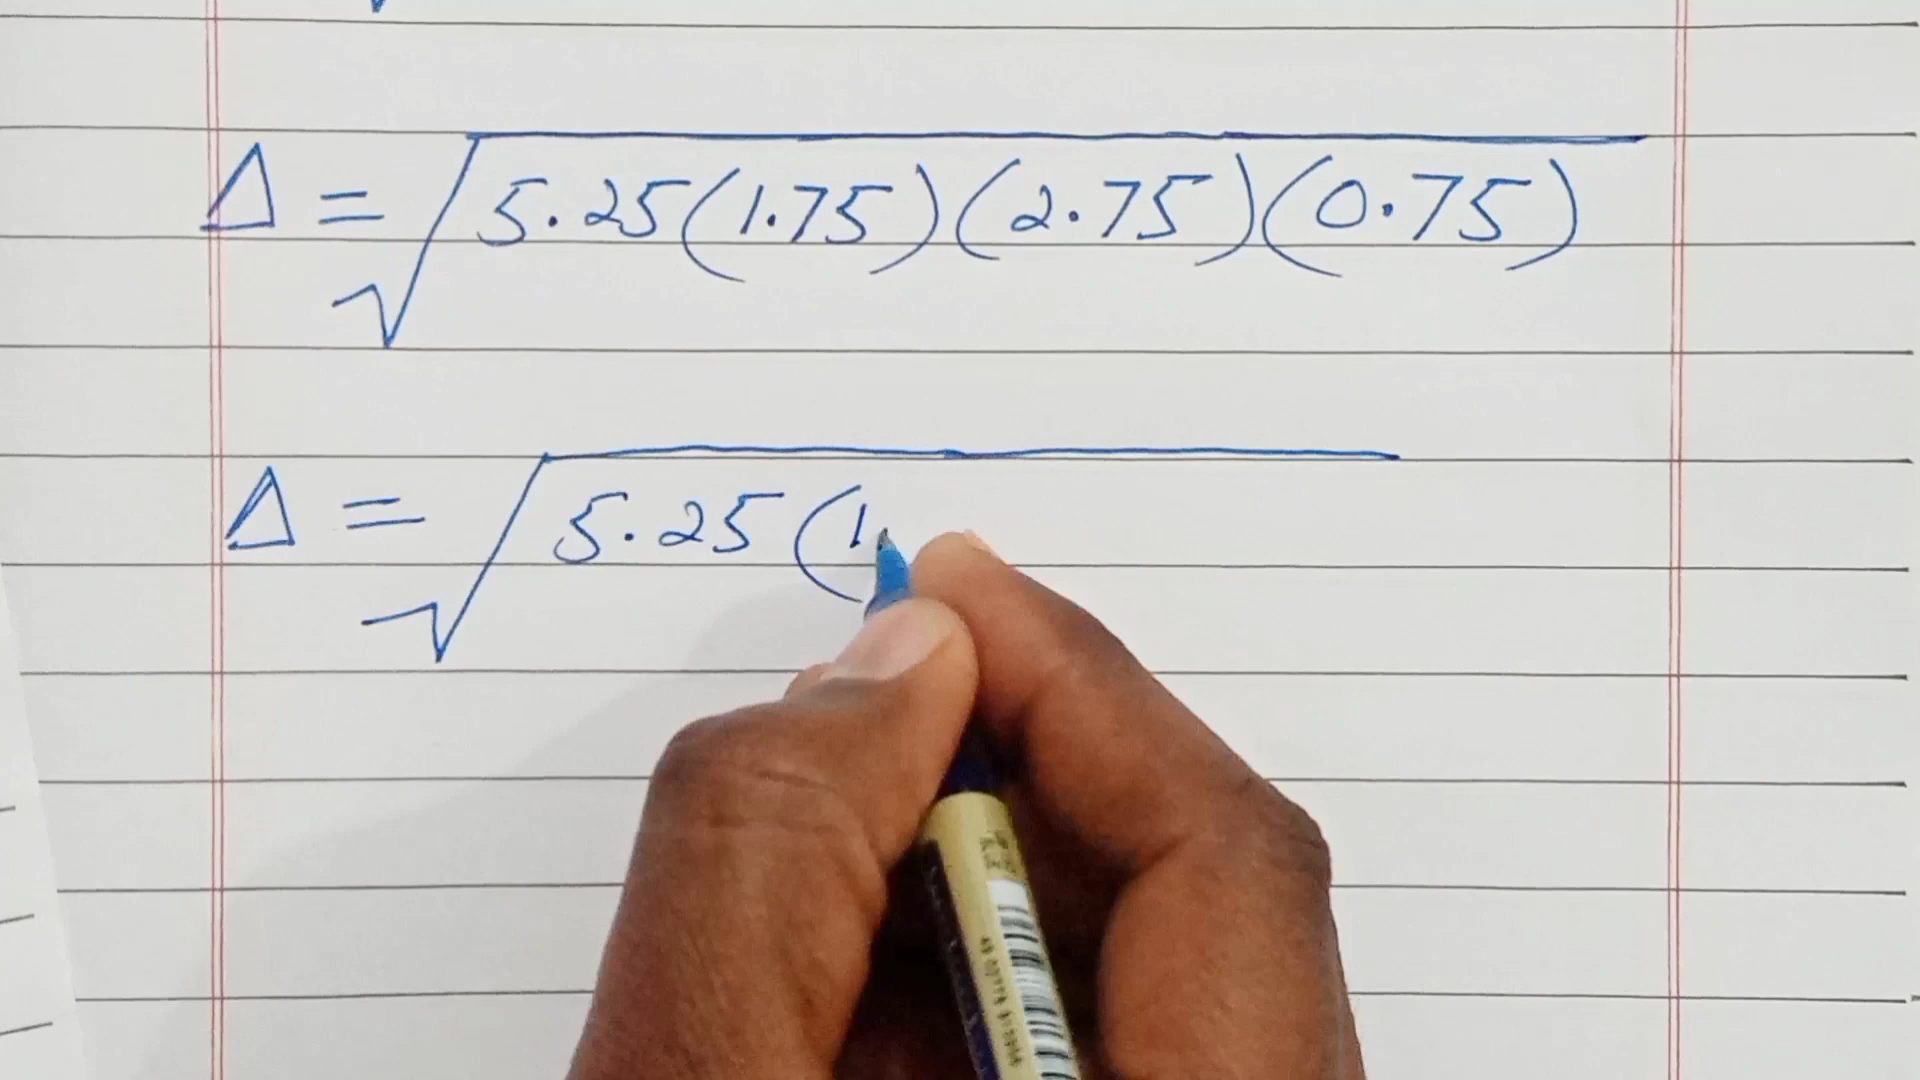 Δ = √5.25(1.75)(2.75)(0.75)
Δ = √5.25(1.